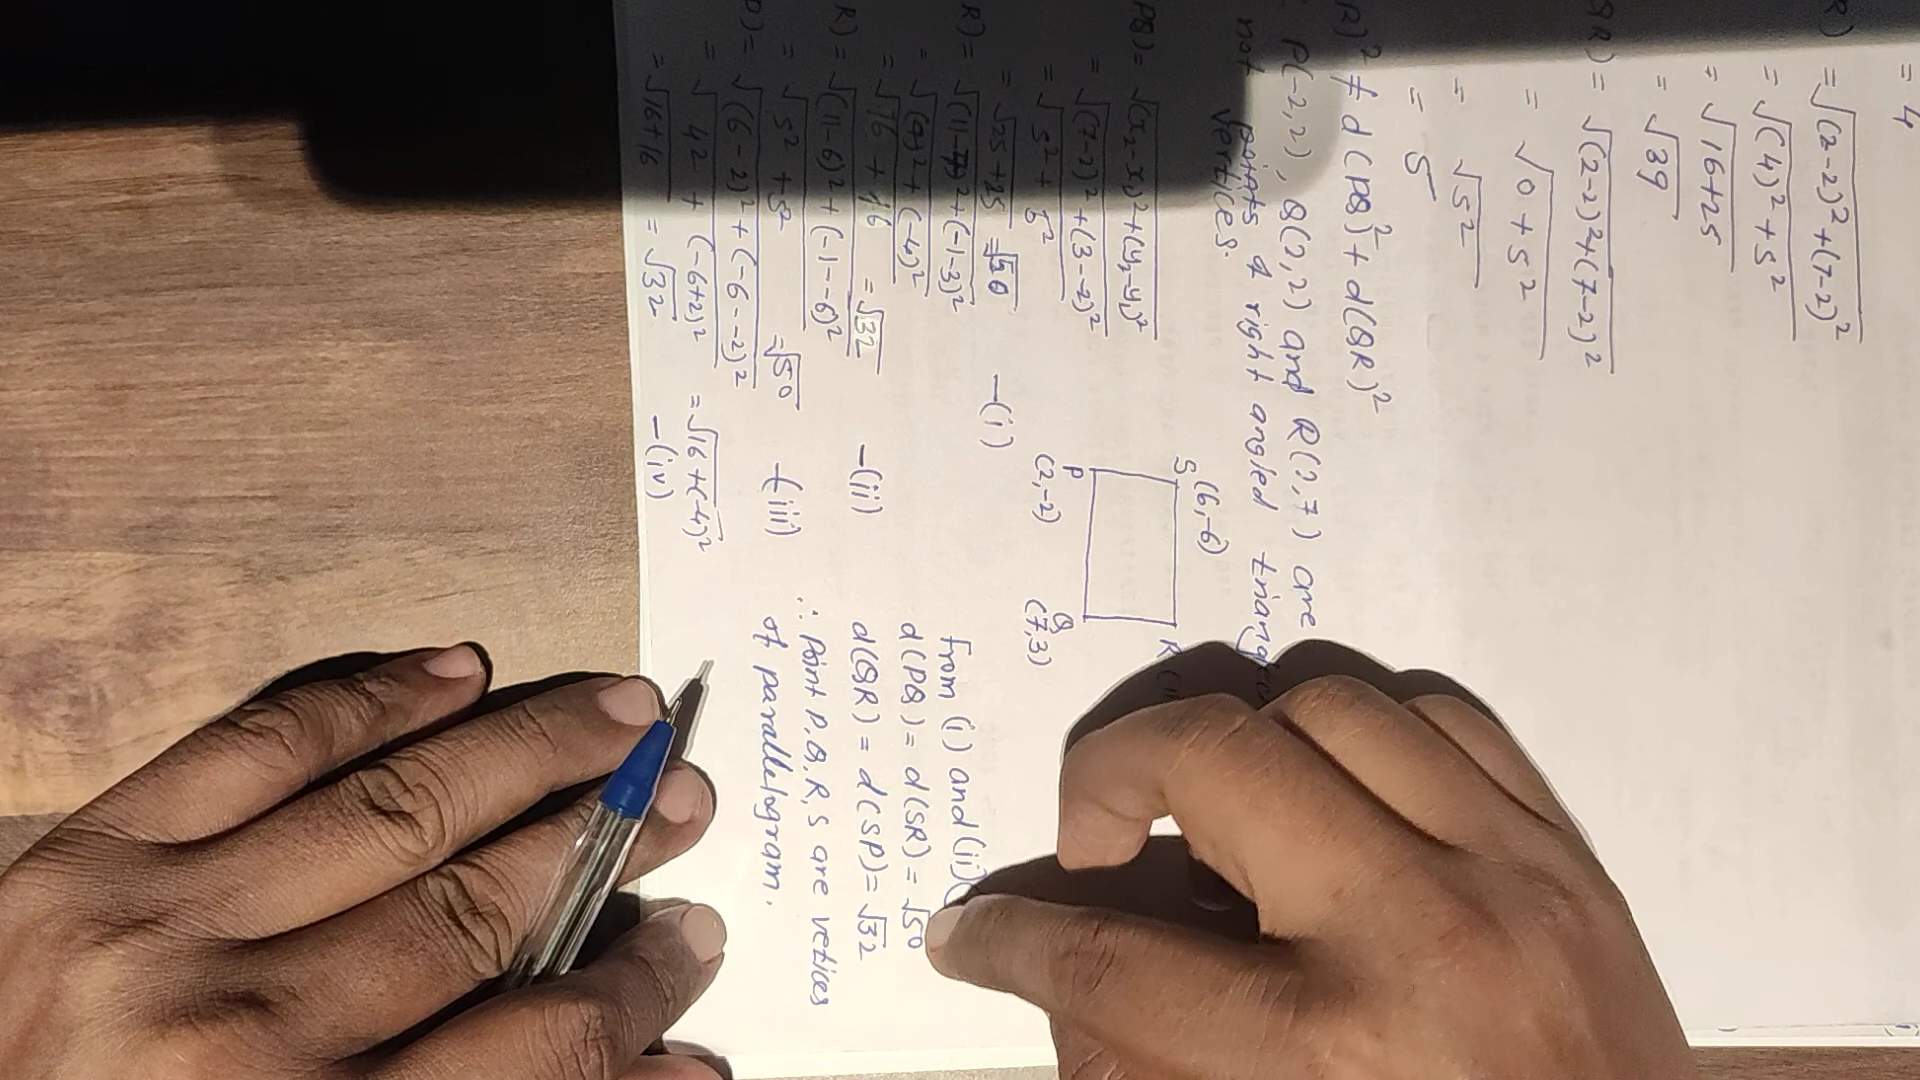 = 4
R) = √(2-2)²+(7-2)²
= √(4)²+5²
= √16+25
= √39
QR) = √(2-2)²+(7-2)²
= √0+5²
= √5²
= 5
R)² ≠ d(PQ)²+d(QR)²
∴ P(-2,2), Q(2,2) and R(2,7) are
not points of right angled triangle
vertices.
PQ) = √(x₂-x₁)²+(y₂-y₁)²
= √(7-2)²+(3--2)²
= √5²+5²
= √25+25 = √50 -(i)
R) = √(11-7)²+(-1-3)²
= √(4)²+(-4)²
= √16+16 = √32 -(ii)
R) = √(11-6)²+(-1--6)²
= √5²+5² = √50 -(iii)
P) = √(6-2)²+(-6--2)²
= √4²+(-6+2)² = √16+(-4)²
= √16+16 = √32 -(iv)
S (6,-6)
P
(2,-2)
Q
(7,3)
R
From (i) and (ii)
d(PQ) = d(SR) = √50
d(QR) = d(SP) = √32
∴ Point P,Q,R,S are vetices
of parallelogram.